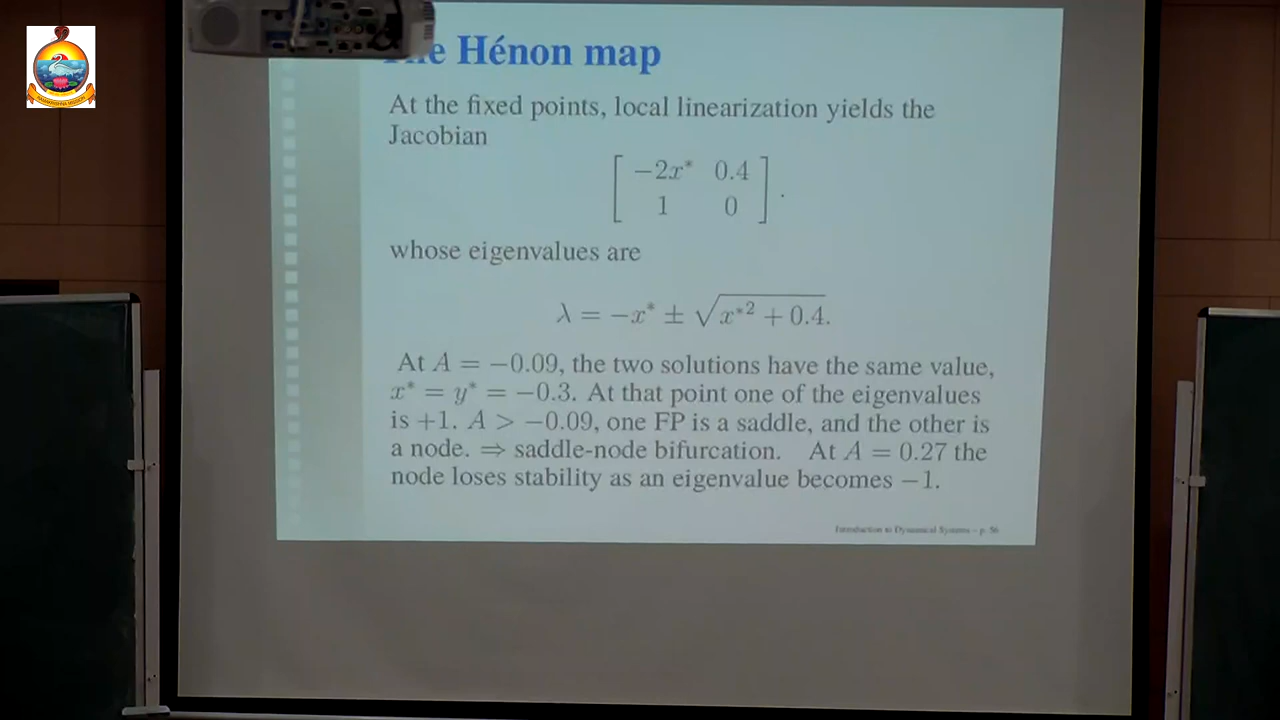 e Hénon map
At the fixed points, local linearization yields the
Jacobian
[ −2x* 0.4
1 0 ] .
whose eigenvalues are
λ = −x* ± √(x*² + 0.4).
At A = −0.09, the two solutions have the same value,
x* = y* = −0.3. At that point one of the eigenvalues
is +1. A > −0.09, one FP is a saddle, and the other is
a node. ⇒ saddle-node bifurcation. At A = 0.27 the
node loses stability as an eigenvalue becomes −1.
Introduction to Dynamical Systems – p. 56